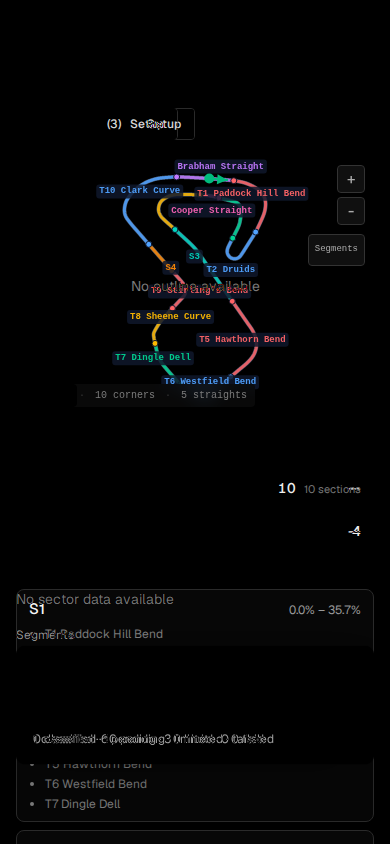 (3)
Brabham Straight
T10 Clark Curve
T1 Paddock Hill Bend
Cooper Straight
+
-
Segments
S3
S4
T2 Druids
No outline available
T8 Sheene Curve
T5 Hawthorn Bend
T7 Dingle Dell
T6 Westfield Bend
· 10 corners · 5 straights
10 10 sections
-4
No sector data available
S1 0.0% – 35.7%
T1 Paddock Hill Bend
T5 Hawthorn Bend
T6 Westfield Bend
T7 Dingle Dell